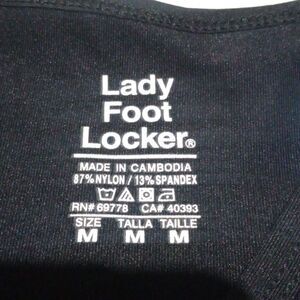 Lady
Foot
Locker®
MADE IN CAMBODIA
87% NYLON / 13% SPANDEX
RN# 69778 CA# 40393
SIZE TALLA TAILLE
M M M